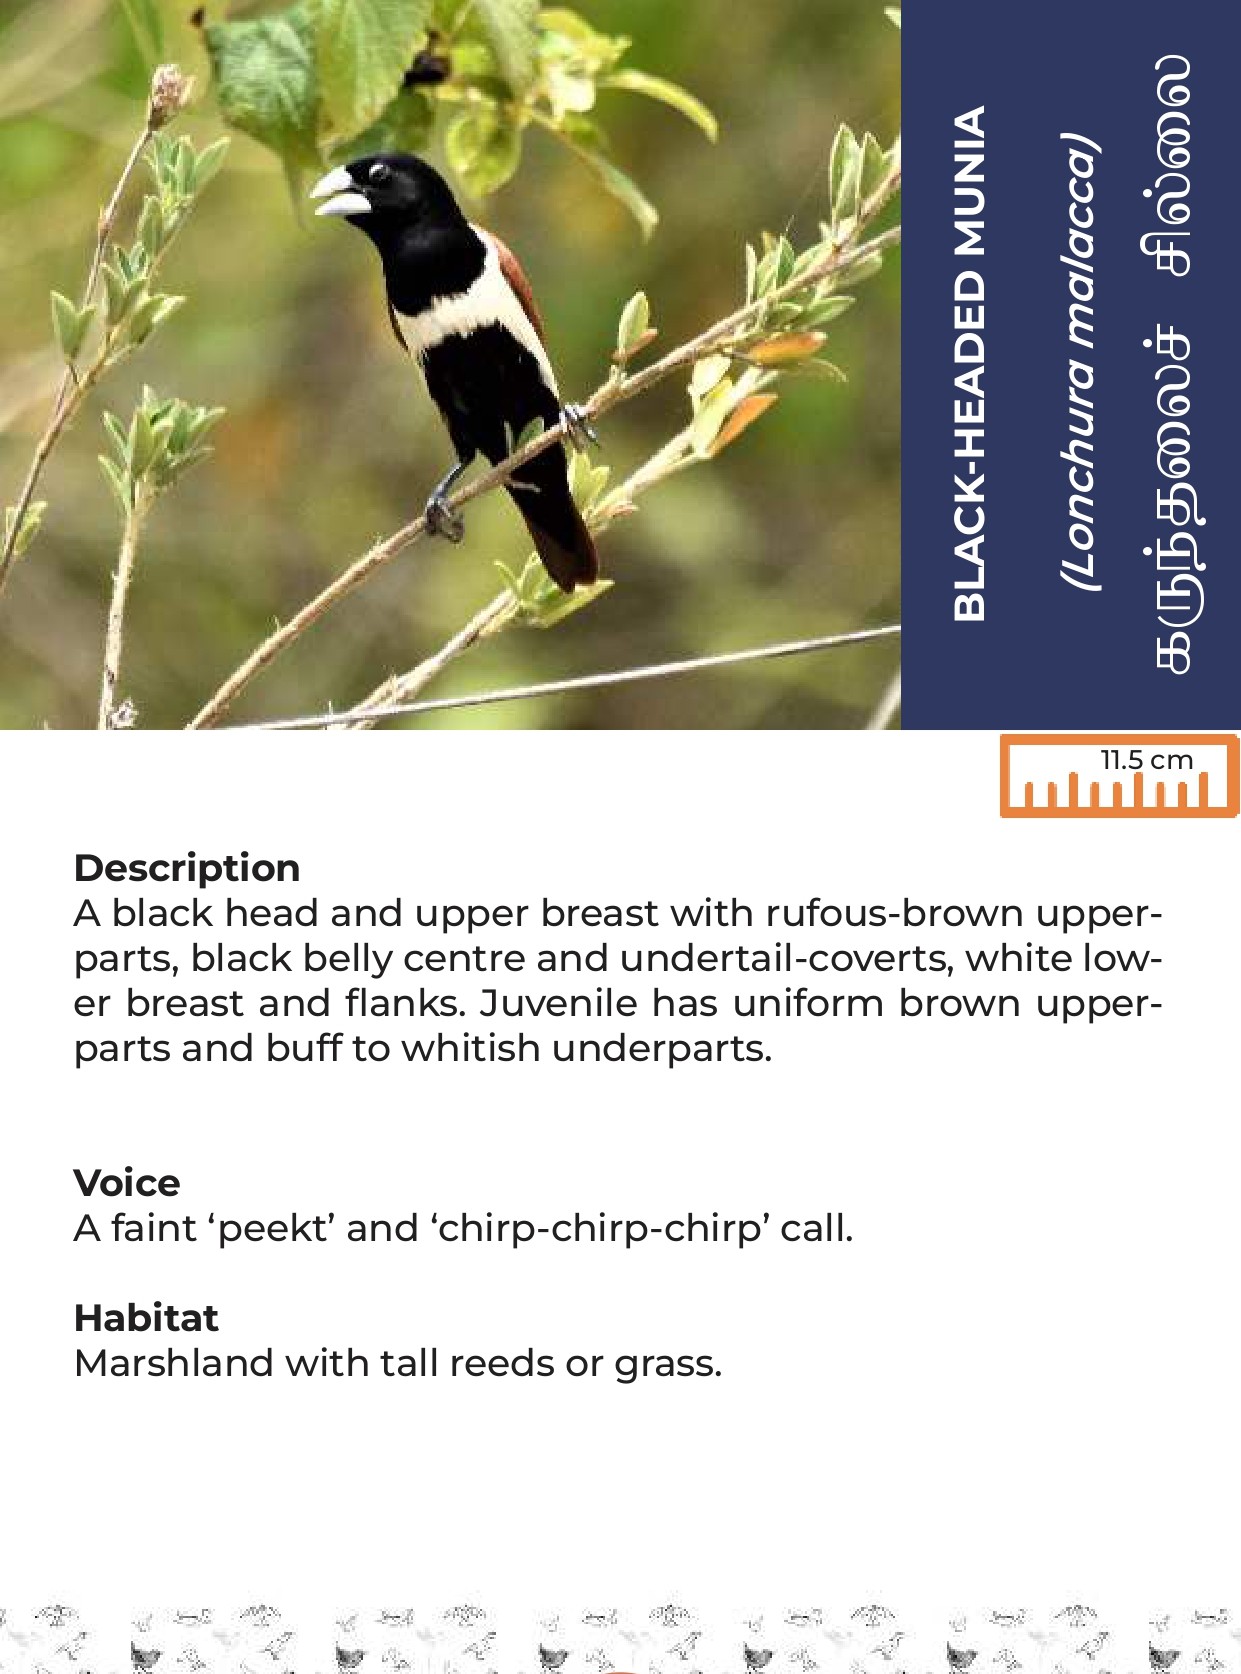 BLACK-HEADED MUNIA
(Lonchura malacca)
கருந்தலைச் சில்லை
11.5 cm
Description
A black head and upper breast with rufous-brown upper-
parts, black belly centre and undertail-coverts, white low-
er breast and flanks. Juvenile has uniform brown upper-
parts and buff to whitish underparts.
Voice
A faint ‘peekt’ and ‘chirp-chirp-chirp’ call.
Habitat
Marshland with tall reeds or grass.